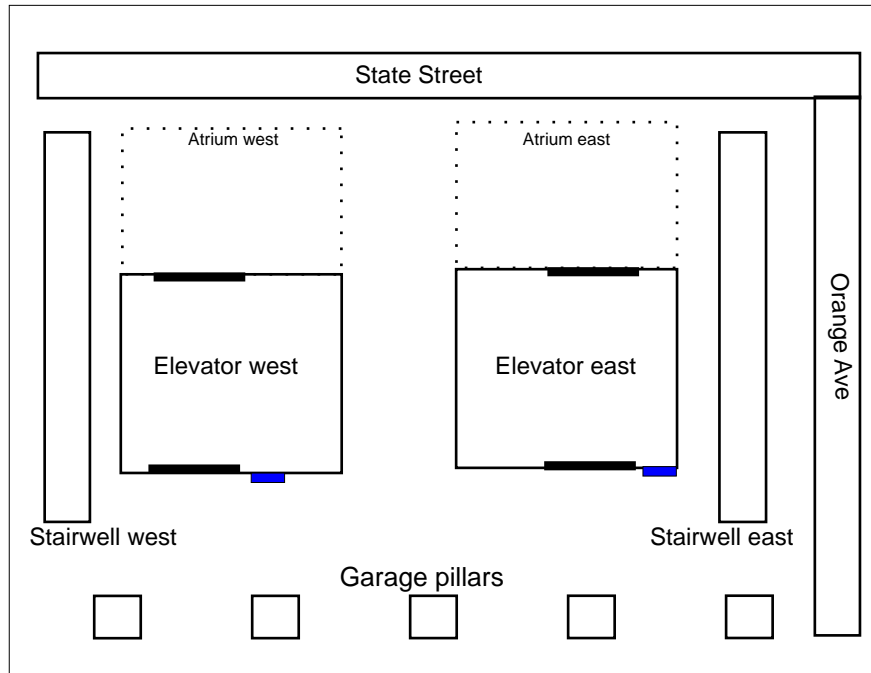 State Street
Atrium west
Atrium east
Elevator west
Elevator east
Orange Ave
Stairwell west
Stairwell east
Garage pillars